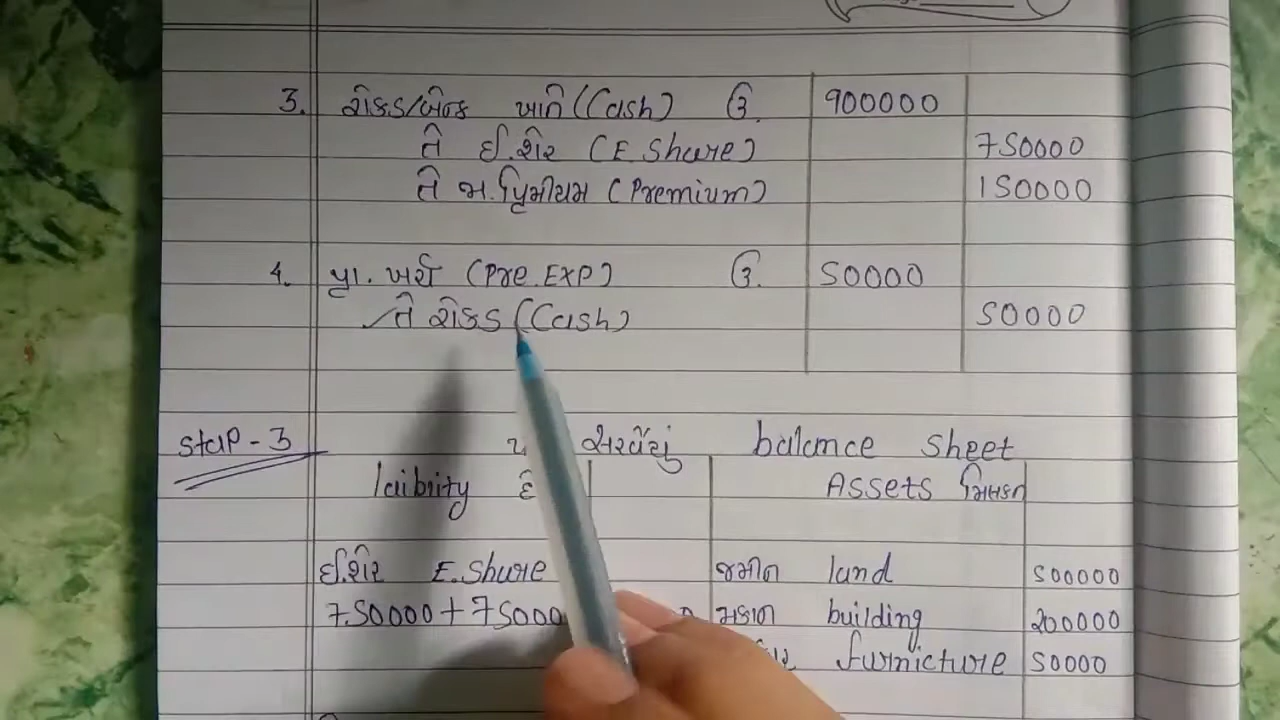 3. રોકડ/બેન્ક ખાતે (Cash) ઉ. 900000
તે ઈ.શેર (E. Share) 750000
તે જા.પ્રિમીયમ (Premium) 150000
4. પ્રા. ખર્ચ (Pre. EXP) ઉ. 50000
તે રોકડ (Cash) 50000
Step - 3 સરવૈયું balance sheet
Assets મિલકત
ઈ.શેર E. Share જમીન land 500000
750000 + 75000 મકાન building 200000
furnicture 50000